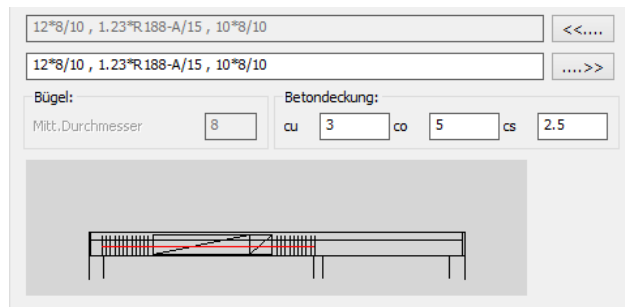 12*8/10 , 1.23*R188-A/15 , 10*8/10 <<....
12*8/10 , 1.23*R188-A/15 , 10*8/10 ....>>
Bügel: Betondeckung:
Mitt.Durchmesser 8 cu 3 co 5 cs 2.5